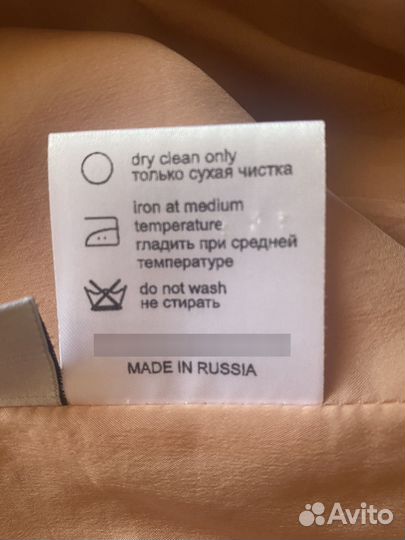 dry clean only
только сухая чистка
iron at medium
temperature
гладить при средней
температуре
do not wash
не стирать
MADE IN RUSSIA
Avito